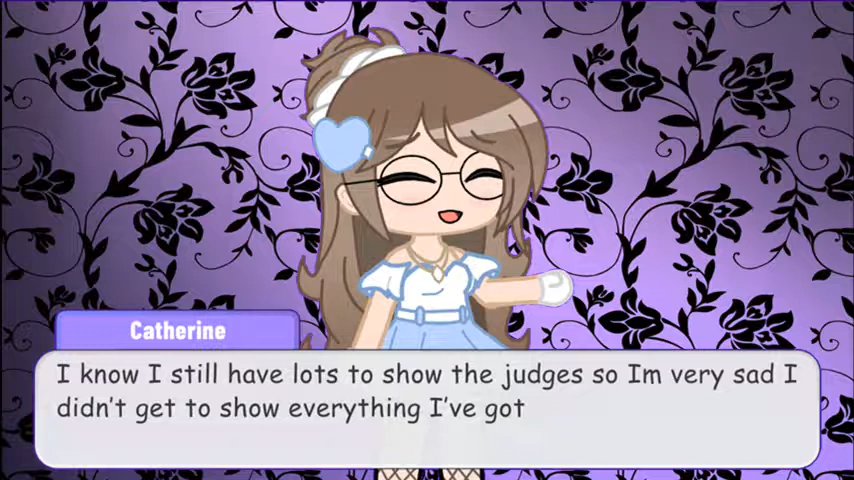 Catherine
I know I still have lots to show the judges so Im very sad I
didn't get to show everything I've got